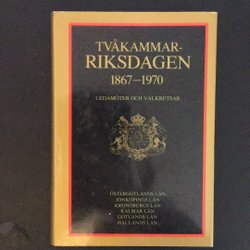 TVÅKAMMAR-
RIKSDAGEN
1867–1970
LEDAMÖTER OCH VALKRETSAR
ÖSTERGÖTLANDS LÄN
JÖNKÖPINGS LÄN
KRONOBERGS LÄN
KALMAR LÄN
GOTLANDS LÄN
HALLANDS LÄN